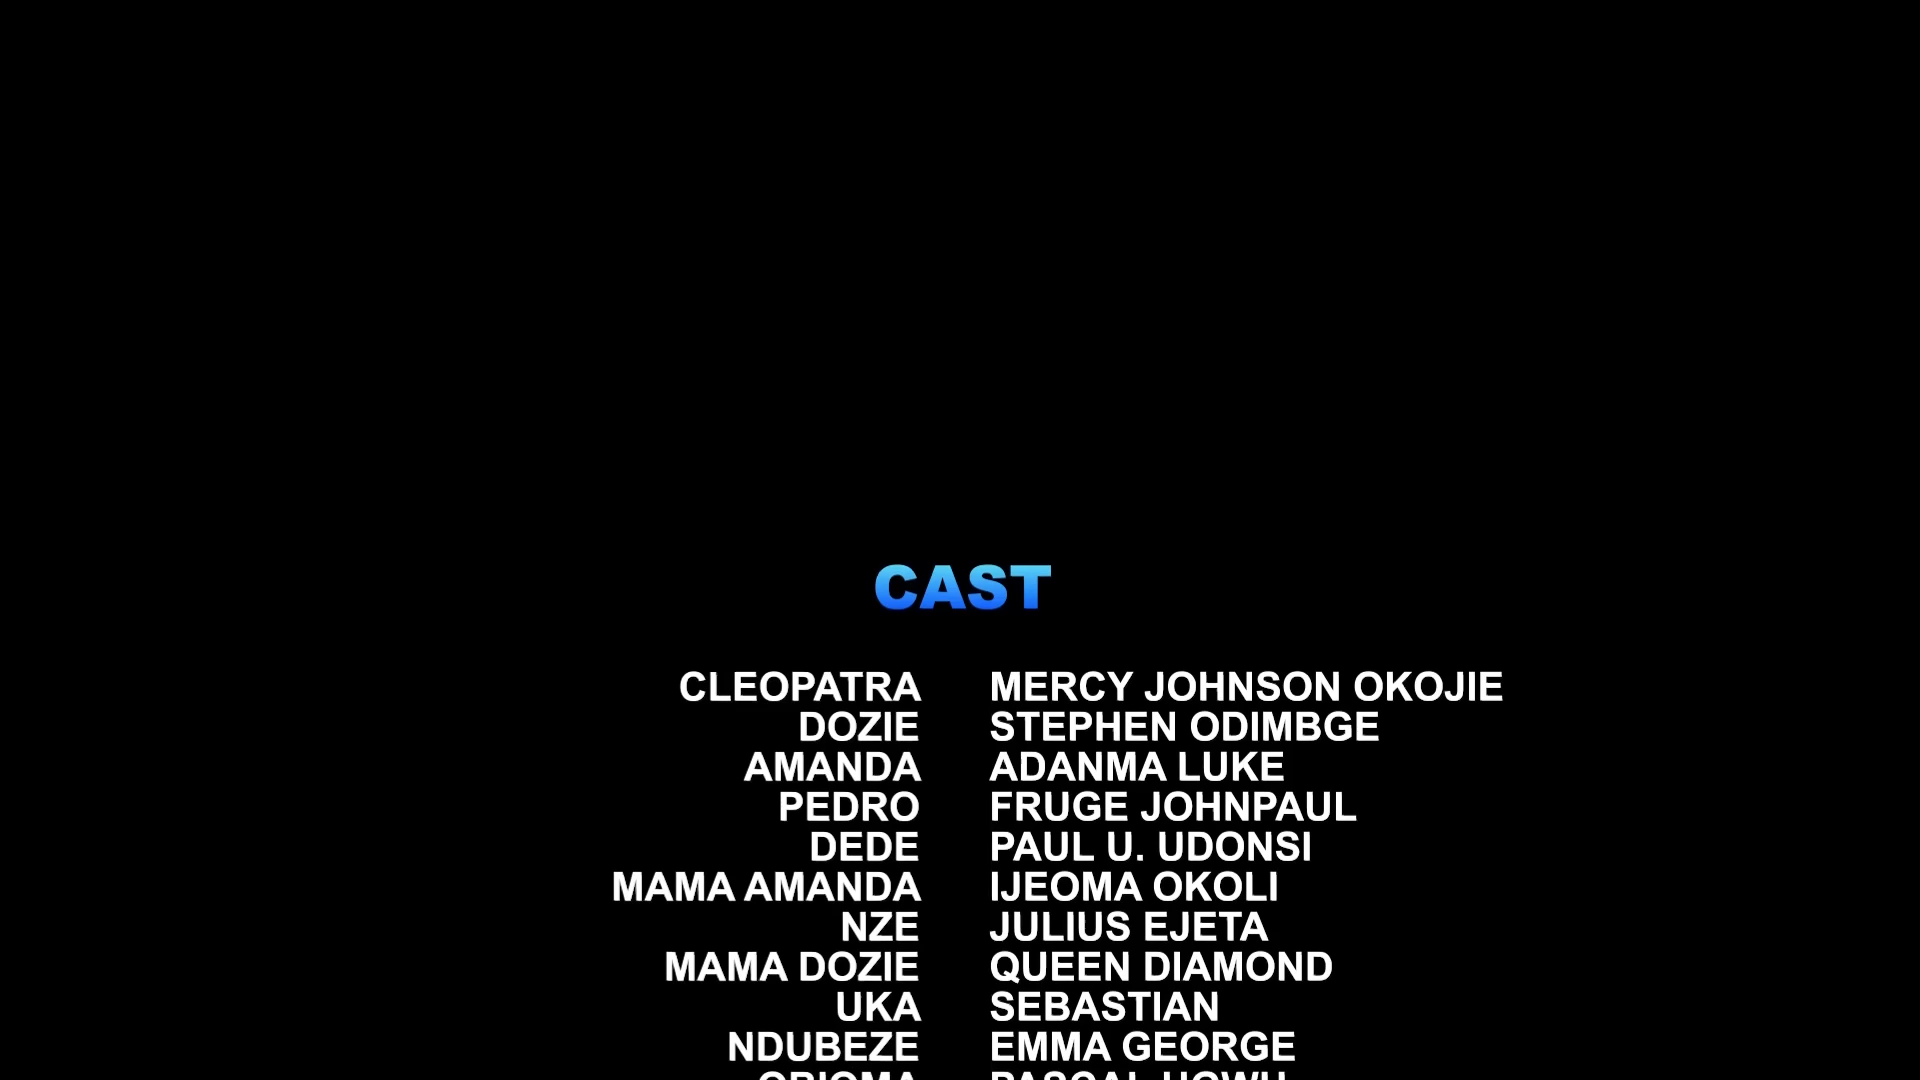 CAST
CLEOPATRA MERCY JOHNSON OKOJIE
DOZIE STEPHEN ODIMBGE
AMANDA ADANMA LUKE
PEDRO FRUGE JOHNPAUL
DEDE PAUL U. UDONSI
MAMA AMANDA IJEOMA OKOLI
NZE JULIUS EJETA
MAMA DOZIE QUEEN DIAMOND
UKA SEBASTIAN
NDUBEZE EMMA GEORGE